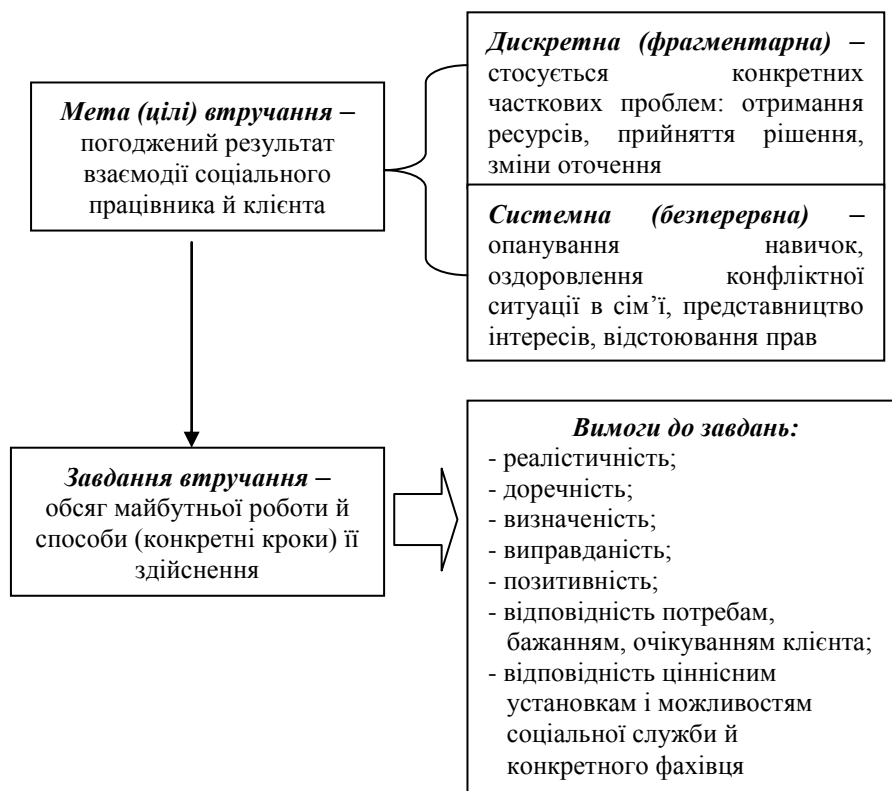 Мета (цілі) втручання –
погоджений результат
взаємодії соціального
працівника й клієнта
Дискретна (фрагментарна) –
стосується конкретних
часткових проблем: отримання
ресурсів, прийняття рішення,
зміни оточення
Системна (безперервна) –
опанування навичок,
оздоровлення конфліктної
ситуації в сім’ї, представництво
інтересів, відстоювання прав
Завдання втручання –
обсяг майбутньої роботи й
способи (конкретні кроки) її
здійснення
Вимоги до завдань:
- реалістичність;
- доречність;
- визначеність;
- виправданість;
- позитивність;
- відповідність потребам,
бажанням, очікуванням клієнта;
- відповідність ціннісним
установкам і можливостям
соціальної служби й
конкретного фахівця